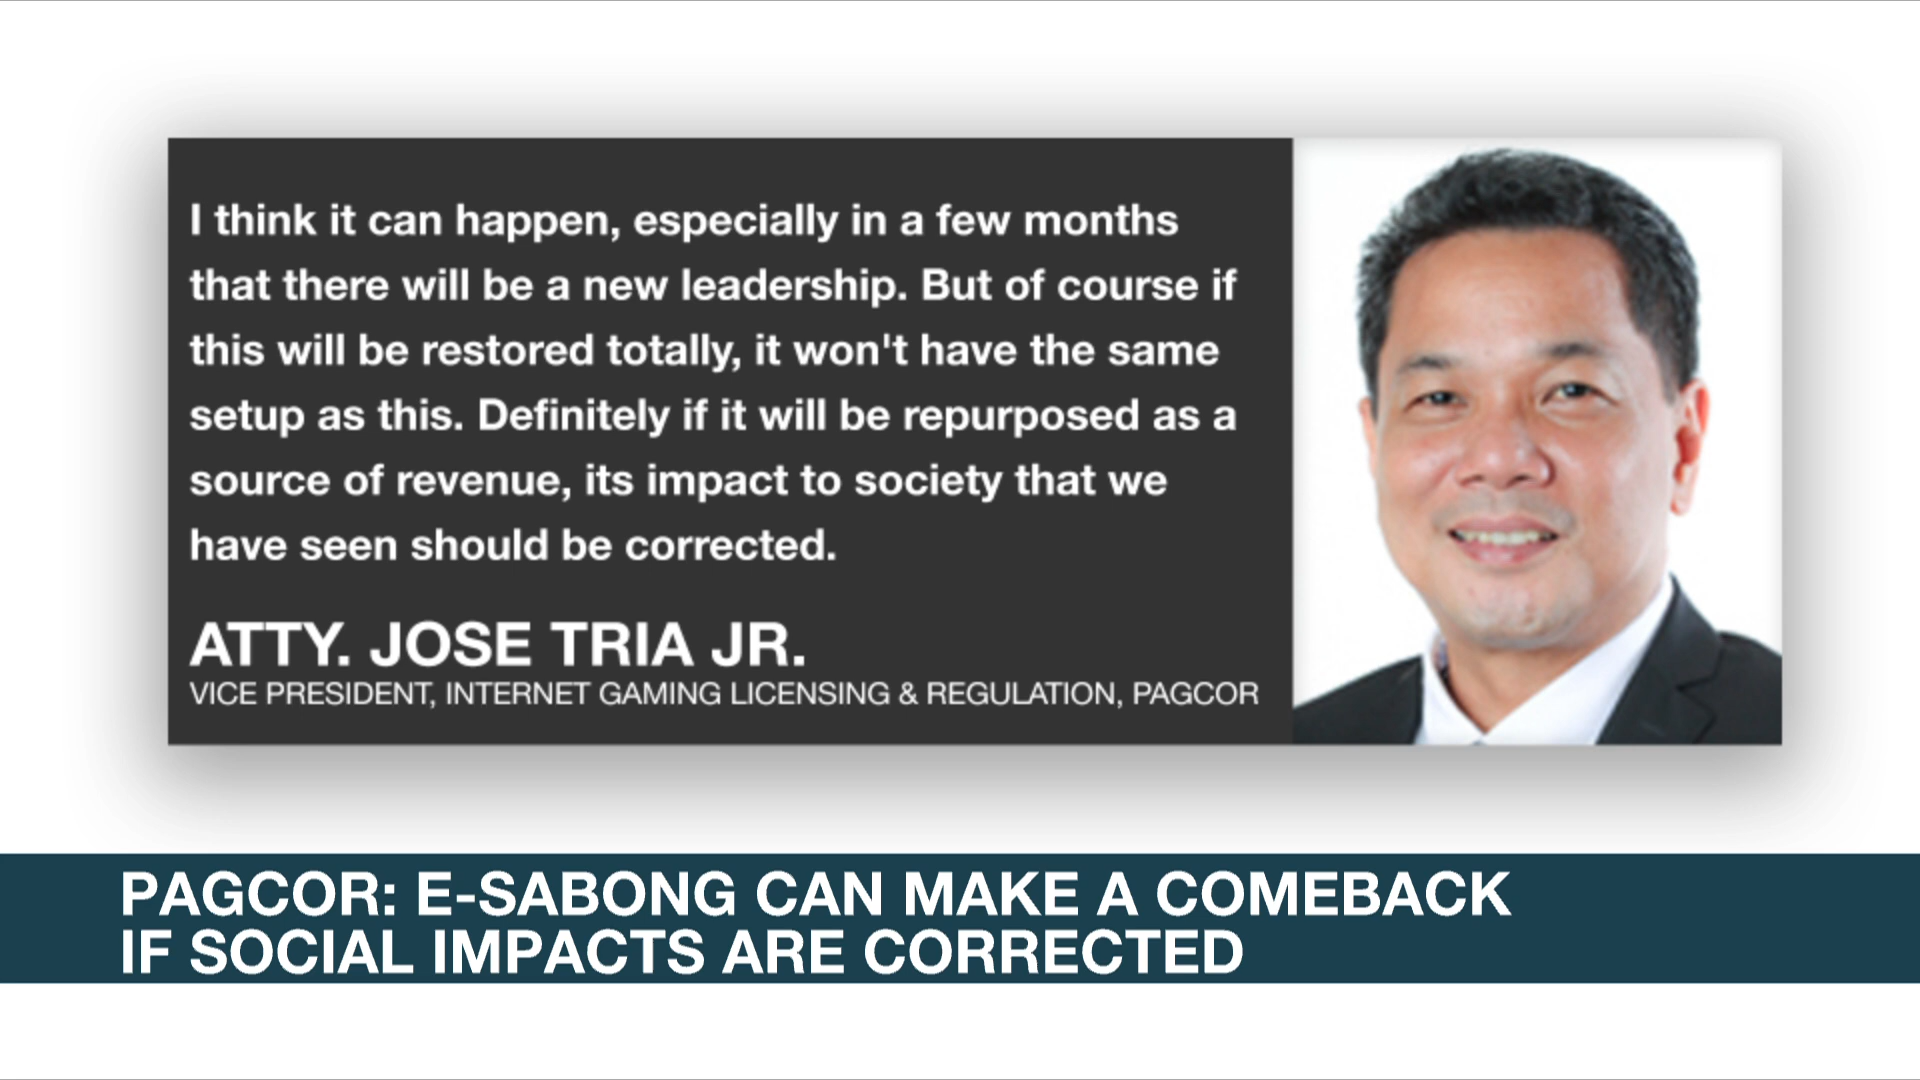 I think it can happen, especially in a few months
that there will be a new leadership. But of course if
this will be restored totally, it won't have the same
setup as this. Definitely if it will be repurposed as a
source of revenue, its impact to society that we
have seen should be corrected.
ATTY. JOSE TRIA JR.
VICE PRESIDENT, INTERNET GAMING LICENSING & REGULATION, PAGCOR
PAGCOR: E-SABONG CAN MAKE A COMEBACK
IF SOCIAL IMPACTS ARE CORRECTED